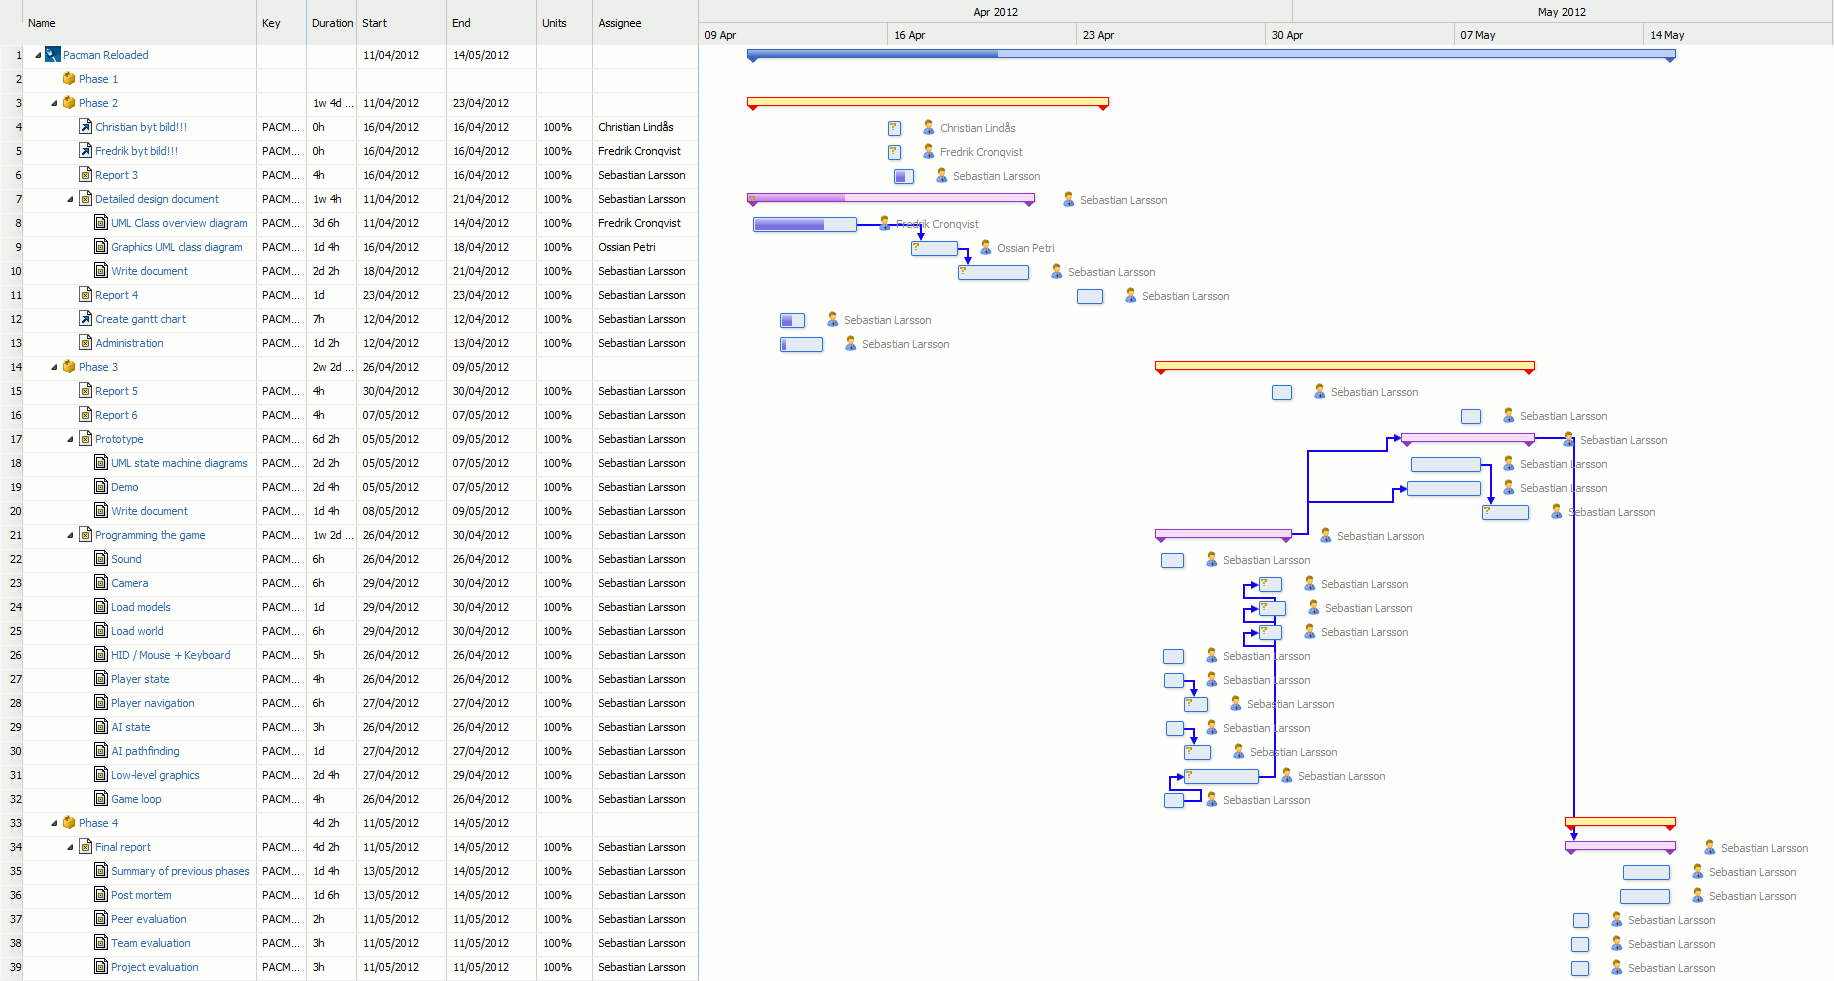 Name Key Duration Start End Units Assignee Apr 2012 May 2012
09 Apr 16 Apr 23 Apr 30 Apr 07 May 14 May
1 Pacman Reloaded 11/04/2012 14/05/2012
2 Phase 1
3 Phase 2 1w 4d ... 11/04/2012 23/04/2012
4 Christian byt bild!!! PACM... 0h 16/04/2012 16/04/2012 100% Christian Lindås Christian Lindås
5 Fredrik byt bild!!! PACM... 0h 16/04/2012 16/04/2012 100% Fredrik Cronqvist Fredrik Cronqvist
6 Report 3 PACM... 4h 16/04/2012 16/04/2012 100% Sebastian Larsson Sebastian Larsson
7 Detailed design document PACM... 1w 4h 11/04/2012 21/04/2012 100% Sebastian Larsson Sebastian Larsson
8 UML Class overview diagram PACM... 3d 6h 11/04/2012 14/04/2012 100% Fredrik Cronqvist Fredrik Cronqvist
9 Graphics UML class diagram PACM... 1d 4h 16/04/2012 18/04/2012 100% Ossian Petri Ossian Petri
10 Write document PACM... 2d 2h 18/04/2012 21/04/2012 100% Sebastian Larsson Sebastian Larsson
11 Report 4 PACM... 1d 23/04/2012 23/04/2012 100% Sebastian Larsson Sebastian Larsson
12 Create gantt chart PACM... 7h 12/04/2012 12/04/2012 100% Sebastian Larsson Sebastian Larsson
13 Administration PACM... 1d 2h 12/04/2012 13/04/2012 100% Sebastian Larsson Sebastian Larsson
14 Phase 3 2w 2d ... 26/04/2012 09/05/2012
15 Report 5 PACM... 4h 30/04/2012 30/04/2012 100% Sebastian Larsson Sebastian Larsson
16 Report 6 PACM... 4h 07/05/2012 07/05/2012 100% Sebastian Larsson Sebastian Larsson
17 Prototype PACM... 6d 2h 05/05/2012 09/05/2012 100% Sebastian Larsson Sebastian Larsson
18 UML state machine diagrams PACM... 2d 2h 05/05/2012 07/05/2012 100% Sebastian Larsson Sebastian Larsson
19 Demo PACM... 2d 4h 05/05/2012 07/05/2012 100% Sebastian Larsson Sebastian Larsson
20 Write document PACM... 1d 4h 08/05/2012 09/05/2012 100% Sebastian Larsson Sebastian Larsson
21 Programming the game PACM... 1w 2d ... 26/04/2012 30/04/2012 100% Sebastian Larsson Sebastian Larsson
22 Sound PACM... 6h 26/04/2012 26/04/2012 100% Sebastian Larsson Sebastian Larsson
23 Camera PACM... 6h 29/04/2012 30/04/2012 100% Sebastian Larsson Sebastian Larsson
24 Load models PACM... 1d 29/04/2012 30/04/2012 100% Sebastian Larsson Sebastian Larsson
25 Load world PACM... 6h 29/04/2012 30/04/2012 100% Sebastian Larsson Sebastian Larsson
26 HID / Mouse + Keyboard PACM... 5h 26/04/2012 26/04/2012 100% Sebastian Larsson Sebastian Larsson
27 Player state PACM... 4h 26/04/2012 26/04/2012 100% Sebastian Larsson Sebastian Larsson
28 Player navigation PACM... 6h 27/04/2012 27/04/2012 100% Sebastian Larsson Sebastian Larsson
29 AI state PACM... 3h 26/04/2012 26/04/2012 100% Sebastian Larsson Sebastian Larsson
30 AI pathfinding PACM... 1d 27/04/2012 27/04/2012 100% Sebastian Larsson Sebastian Larsson
31 Low-level graphics PACM... 2d 4h 27/04/2012 29/04/2012 100% Sebastian Larsson Sebastian Larsson
32 Game loop PACM... 4h 26/04/2012 26/04/2012 100% Sebastian Larsson Sebastian Larsson
33 Phase 4 4d 2h 11/05/2012 14/05/2012
34 Final report PACM... 4d 2h 11/05/2012 14/05/2012 100% Sebastian Larsson Sebastian Larsson
35 Summary of previous phases PACM... 1d 4h 13/05/2012 14/05/2012 100% Sebastian Larsson Sebastian Larsson
36 Post mortem PACM... 1d 6h 13/05/2012 14/05/2012 100% Sebastian Larsson Sebastian Larsson
37 Peer evaluation PACM... 2h 11/05/2012 11/05/2012 100% Sebastian Larsson Sebastian Larsson
38 Team evaluation PACM... 3h 11/05/2012 11/05/2012 100% Sebastian Larsson Sebastian Larsson
39 Project evaluation PACM... 3h 11/05/2012 11/05/2012 100% Sebastian Larsson Sebastian Larsson